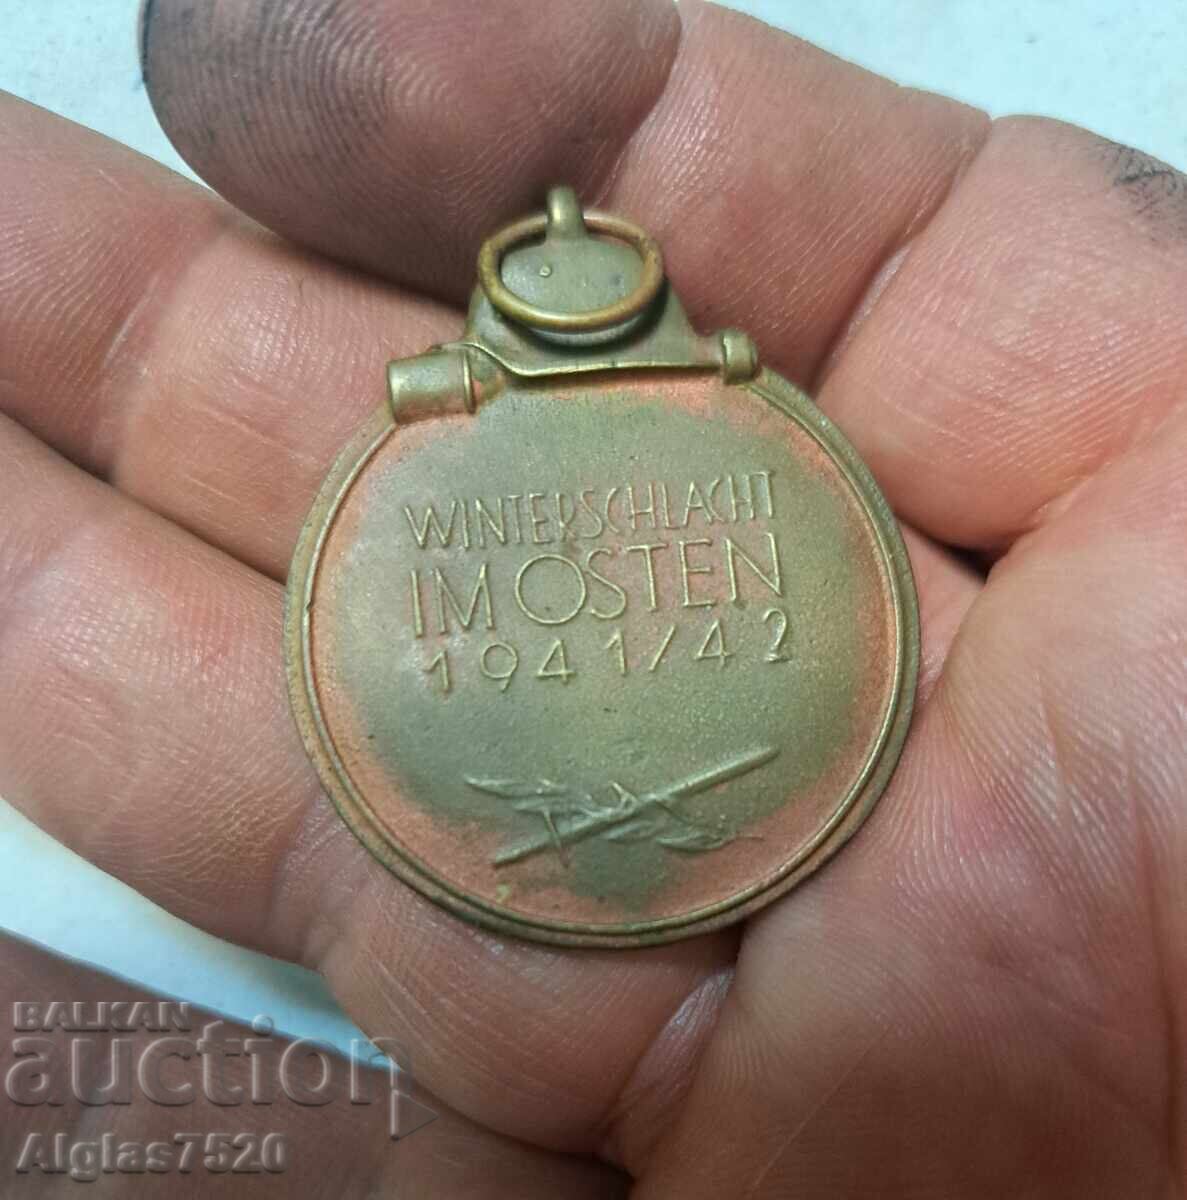 WINTERSCHLACHT
IM OSTEN
1941/42
BALKAN
auction
Alglas7520